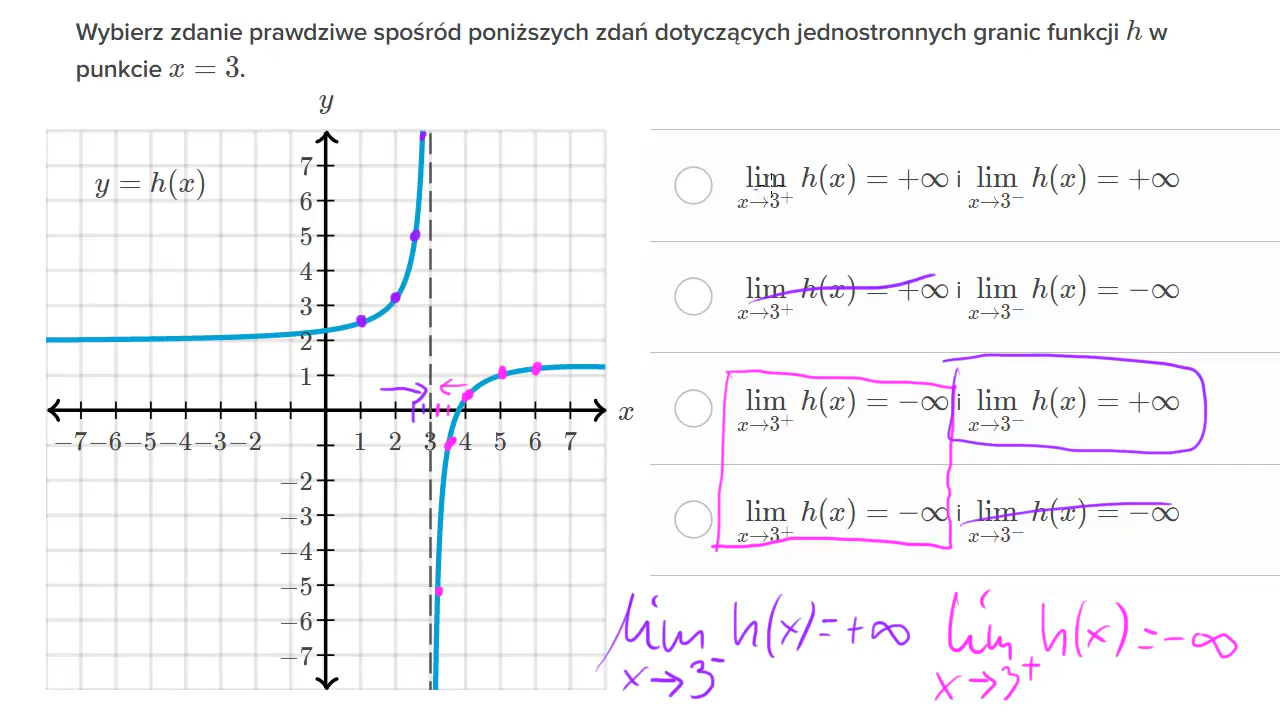 Wybierz zdanie prawdziwe spośród poniższych zdań dotyczących jednostronnych granic funkcji h w
punkcie x = 3.
y
y = h(x)
7
6
5
4
3
2
1
x
−7 −6 −5 −4 −3 −2 1 2 3 4 5 6 7
−2
−3
−4
−5
−6
−7
lim x→3⁺ h(x) = +∞ i lim x→3⁻ h(x) = +∞
lim x→3⁺ h(x) = +∞ i lim x→3⁻ h(x) = −∞
lim x→3⁺ h(x) = −∞ i lim x→3⁻ h(x) = +∞
lim x→3⁺ h(x) = −∞ i lim x→3⁻ h(x) = −∞
lim x→3⁻ h(x) = +∞ lim x→3⁺ h(x) = −∞